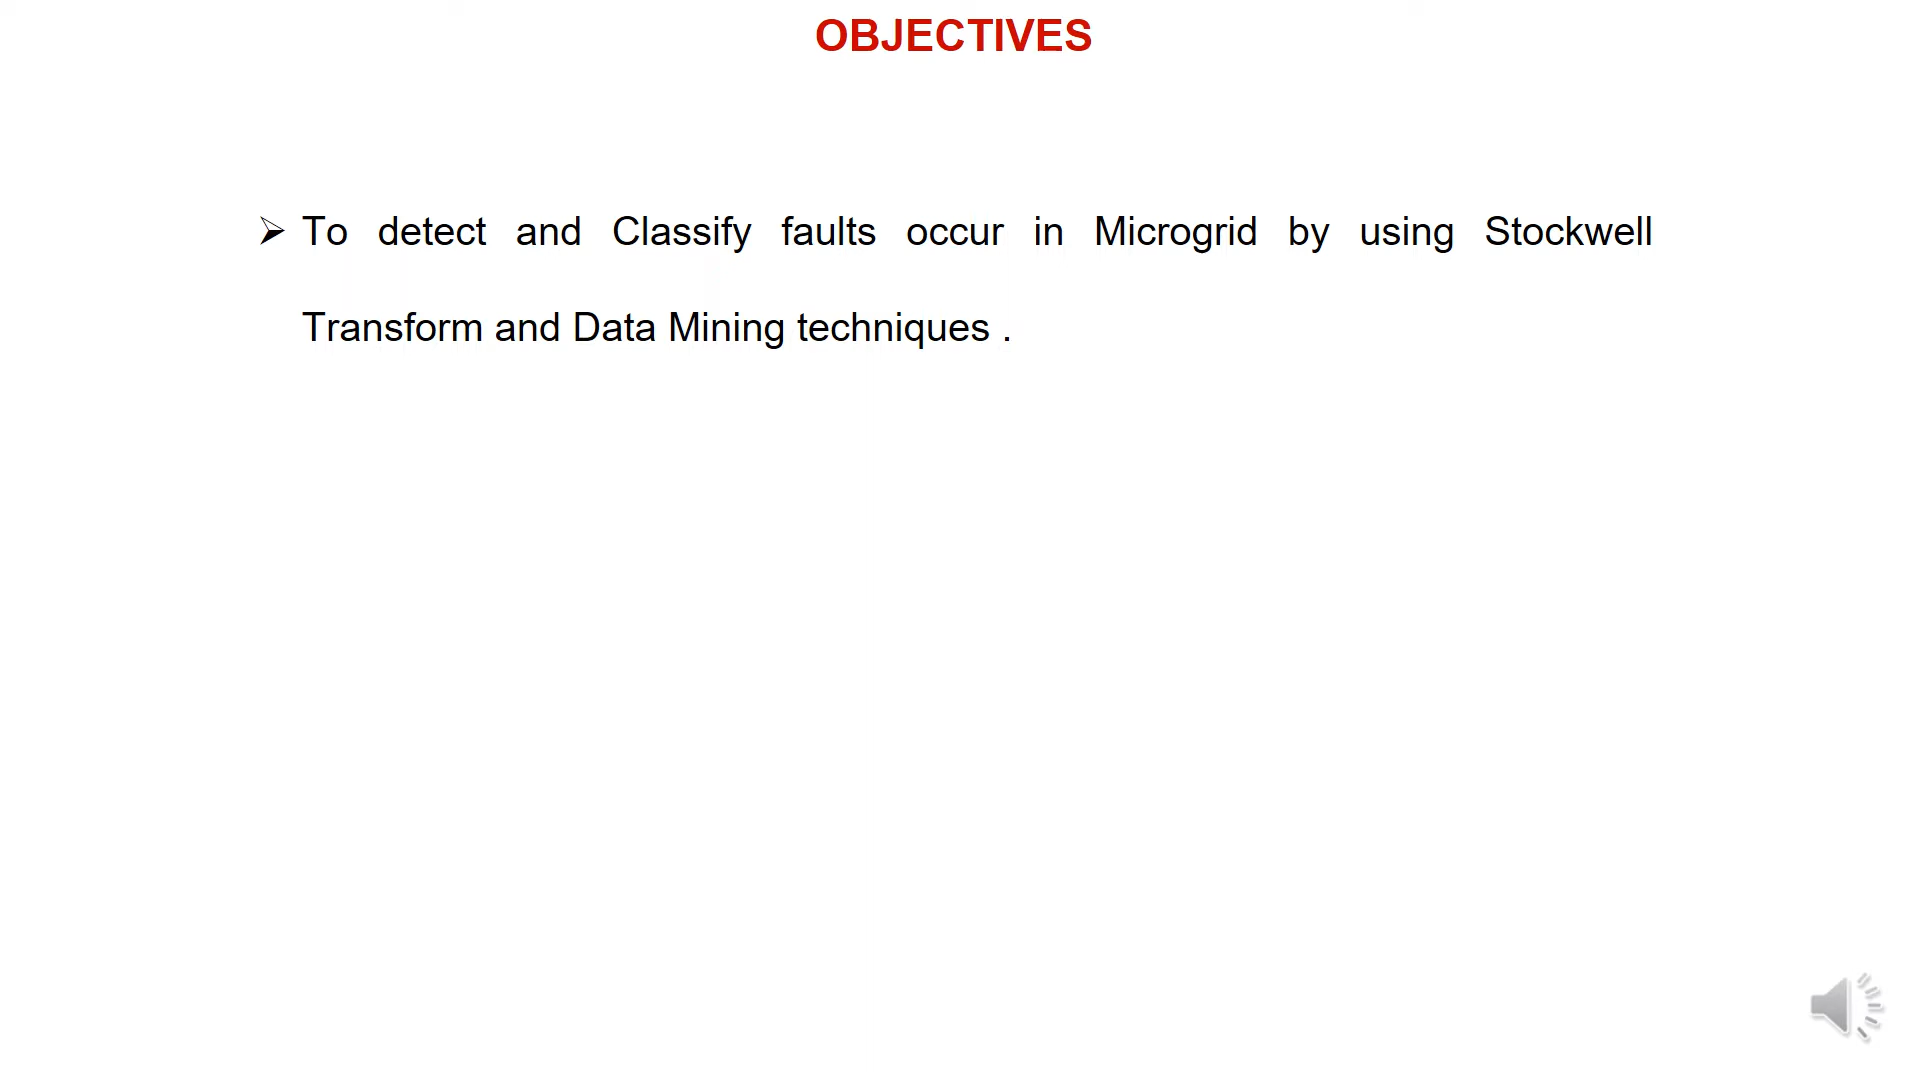 OBJECTIVES
➢ To detect and Classify faults occur in Microgrid by using Stockwell
Transform and Data Mining techniques .